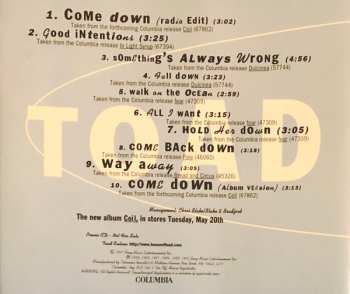 1. CoMe dowN (radio Edit) (3:02)
Taken from the forthcoming Columbia release Coil (67862)
2. Good iNtentions (3:25)
Taken from the Columbia release In Light Syrup (67394)
3. sOmEthing's ALWAYs WroNG (4:56)
Taken from the Columbia release Dulcinea (57744)
4. fall down (3:23)
Taken from the Columbia release Dulcinea (57744)
5. walk on the OcEan (2:59)
Taken from the Columbia release fear (47309)
6. ALL I want (3:15)
Taken from the Columbia release fear (47309)
7. HOLD Her dOwN (3:05)
Taken from the Columbia release fear (47309)
8. COME BAck dowN (3:19)
Taken from the Columbia release Pale (46060)
9. WAy away (3:05)
Taken from the Columbia release Bread and Circus (45326)
10. COME doWN (ALbum VErsion) (3:13)
Taken from the forthcoming Columbia release Coil (67862)
TOAD
The new album Coil, in stores Tuesday, May 20th
COLUMBIA